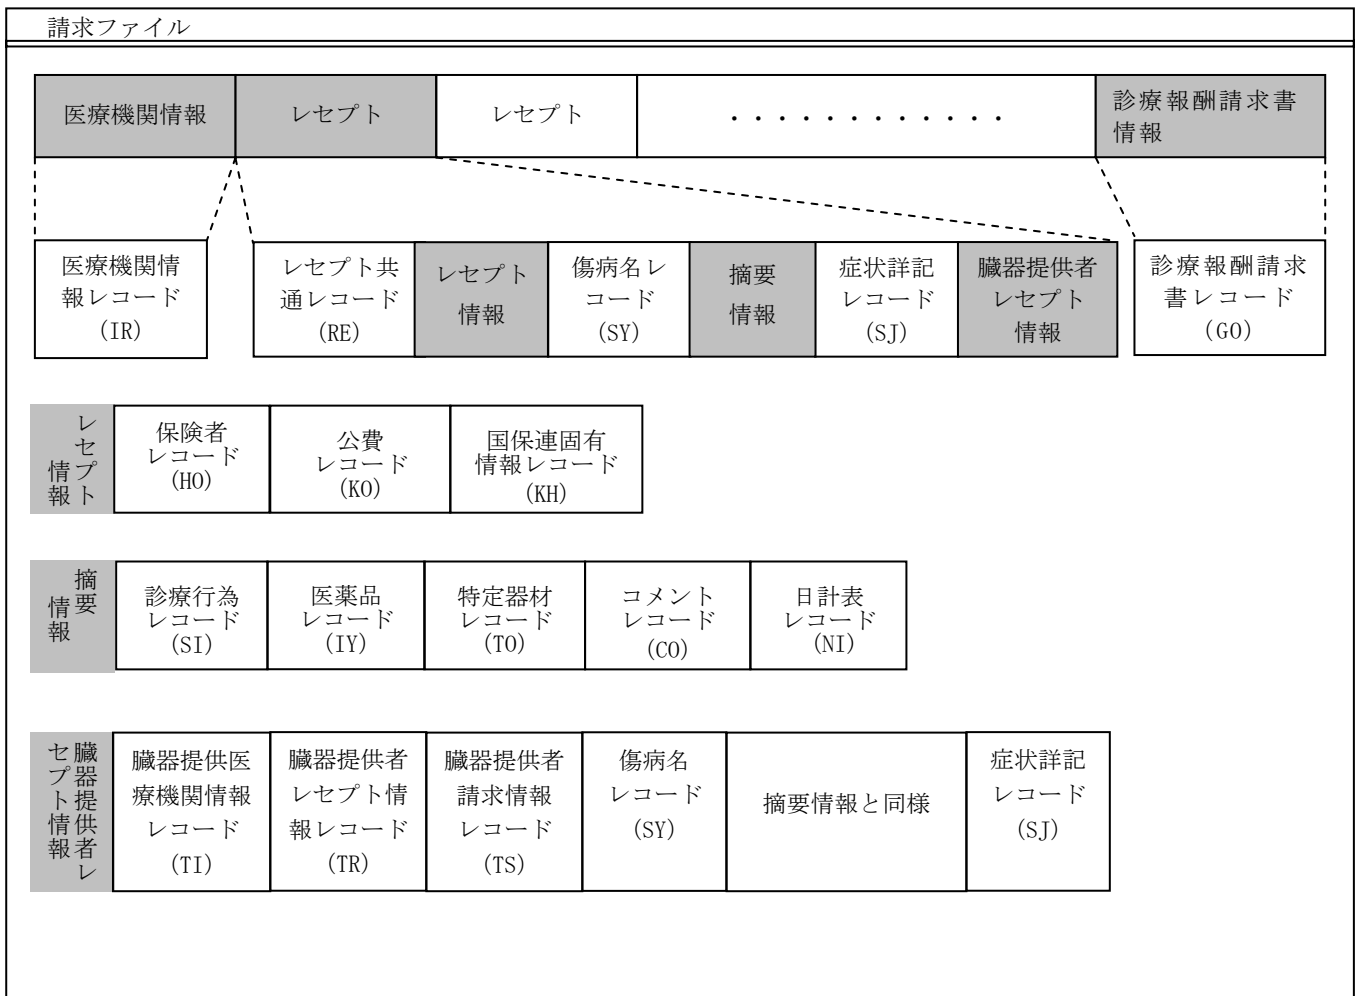 請求ファイル
医療機関情報
レセプト
レセプト
・・・・・・・・・・・・
診療報酬請求書
情報
医療機関情
報レコード
(IR)
レセプト共
通レコード
(RE)
レセプト
情報
傷病名レ
コード
(SY)
摘要
情報
症状詳記
レコード
(SJ)
臓器提供者
レセプト
情報
診療報酬請求
書レコード
(GO)
レセプト
情報
保険者
レコード
(HO)
公費
レコード
(KO)
国保連固有
情報レコード
(KH)
摘要
情報
診療行為
レコード
(SI)
医薬品
レコード
(IY)
特定器材
レコード
(TO)
コメント
レコード
(CO)
日計表
レコード
(NI)
臓器提供者レ
セプト情報
臓器提供医
療機関情報
レコード
(TI)
臓器提供者
レセプト情
報レコード
(TR)
臓器提供者
請求情報
レコード
(TS)
傷病名
レコード
(SY)
摘要情報と同様
症状詳記
レコード
(SJ)